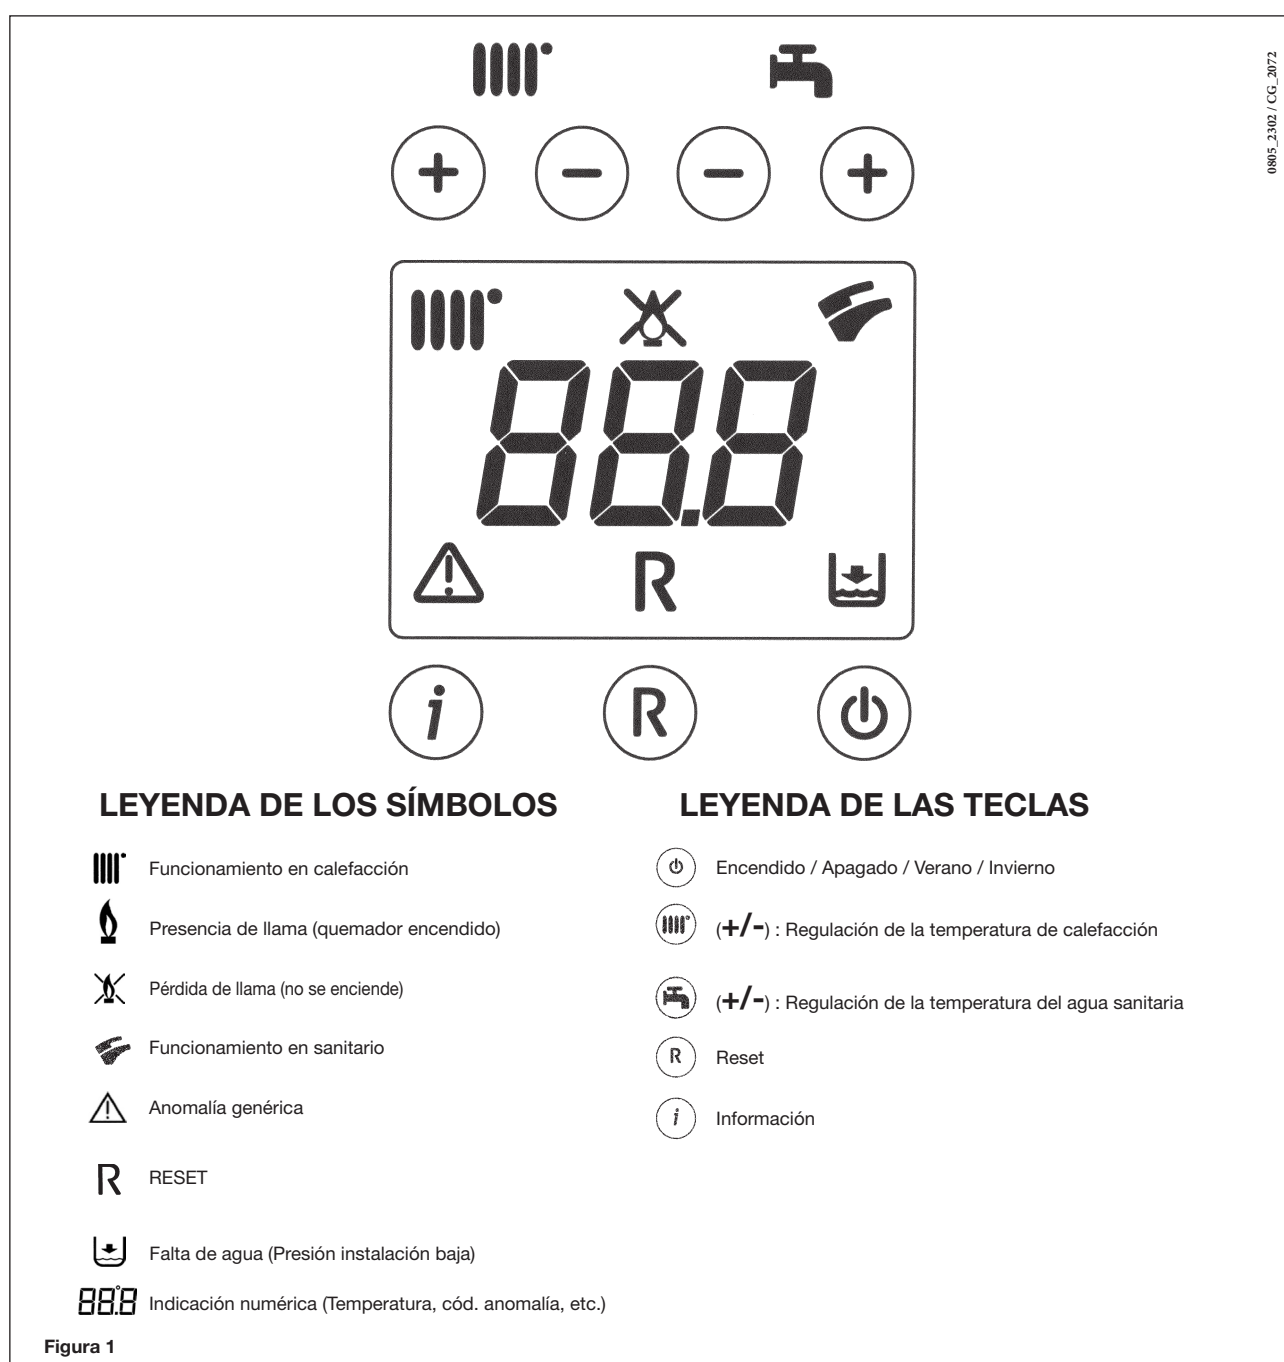 0805_2302 / CG_2072
88.8
R
i
R
LEYENDA DE LOS SÍMBOLOS
Funcionamiento en calefacción
Presencia de llama (quemador encendido)
Pérdida de llama (no se enciende)
Funcionamiento en sanitario
Anomalía genérica
R RESET
Falta de agua (Presión instalación baja)
88.8 Indicación numérica (Temperatura, cód. anomalía, etc.)
LEYENDA DE LAS TECLAS
Encendido / Apagado / Verano / Invierno
(+/-) : Regulación de la temperatura de calefacción
(+/-) : Regulación de la temperatura del agua sanitaria
R Reset
i Información
Figura 1